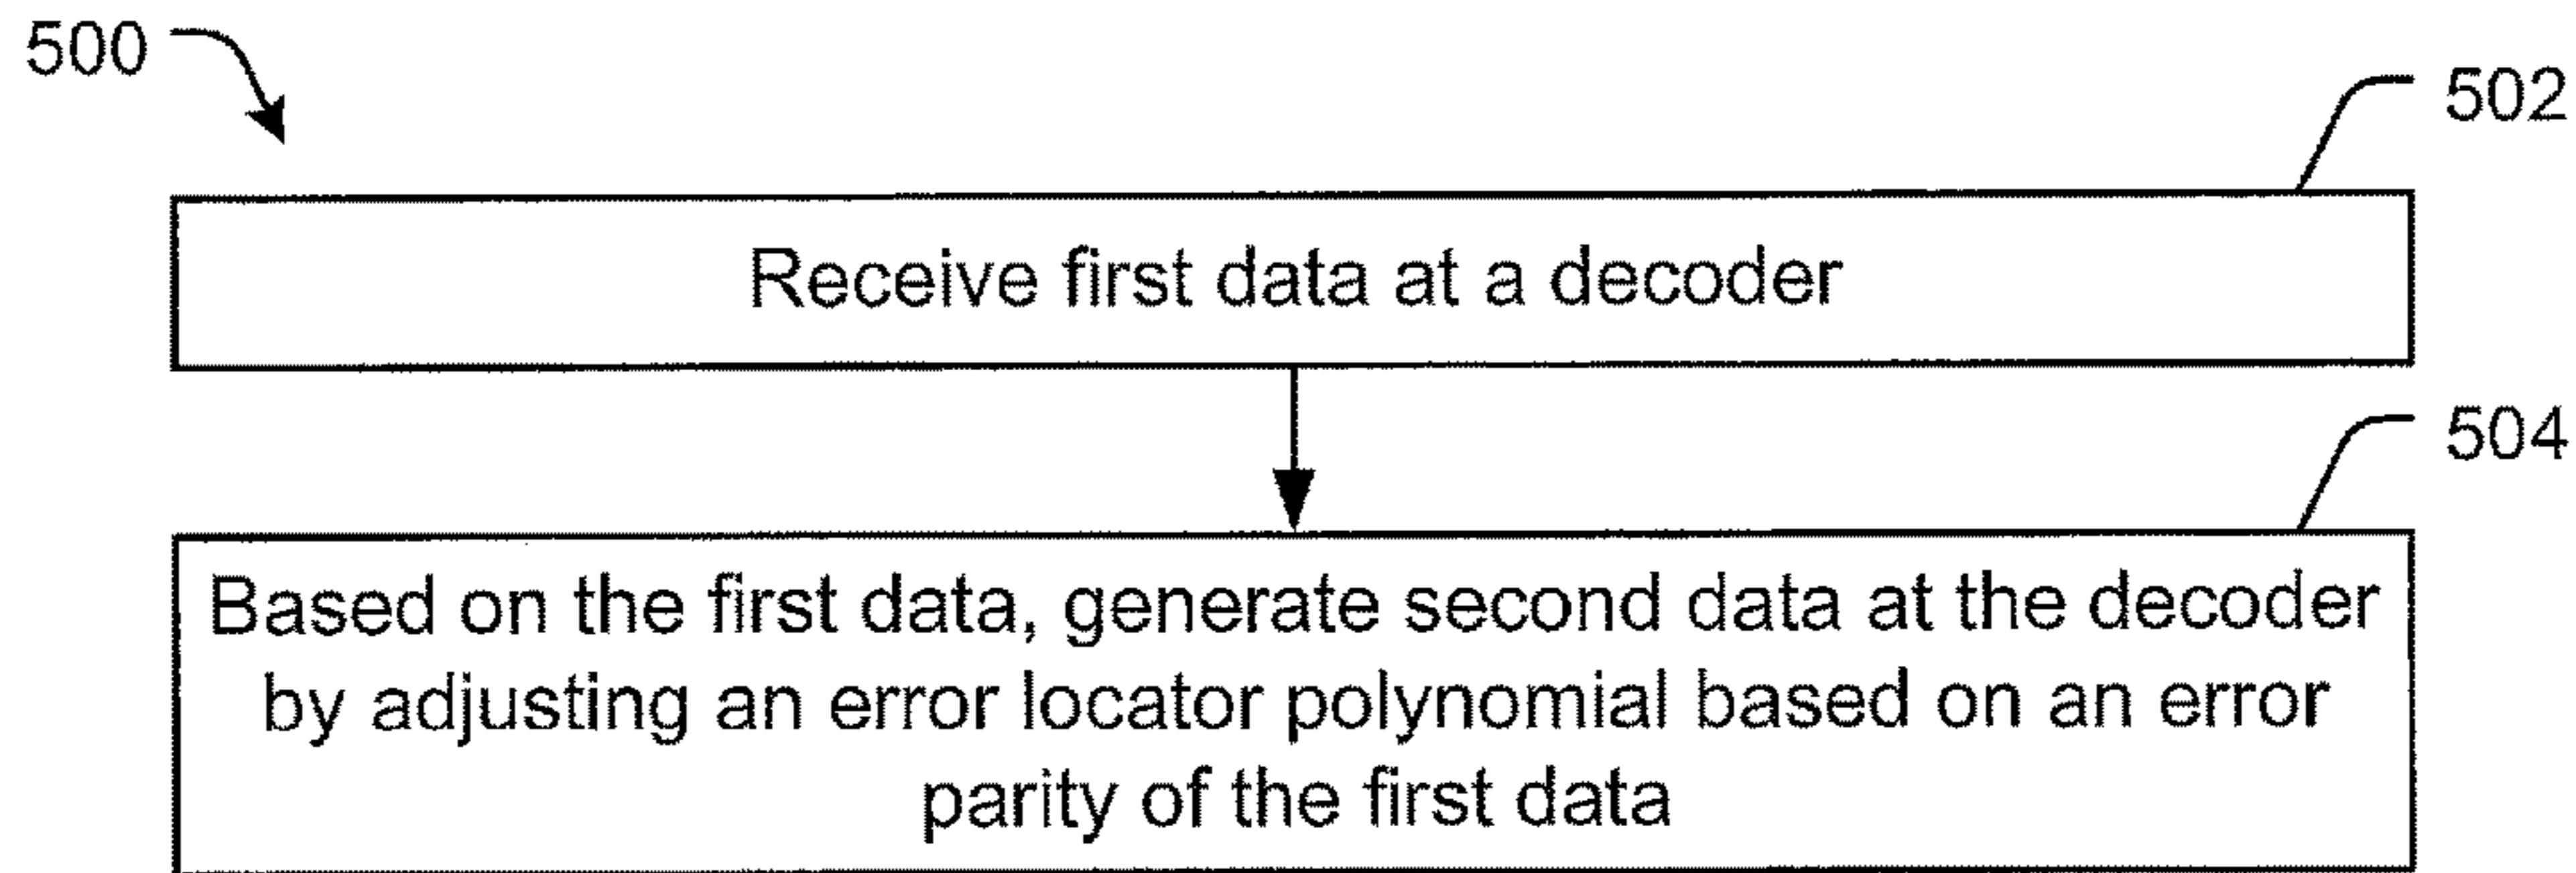 500
502
Receive first data at a decoder
504
Based on the first data, generate second data at the decoder
by adjusting an error locator polynomial based on an error
parity of the first data